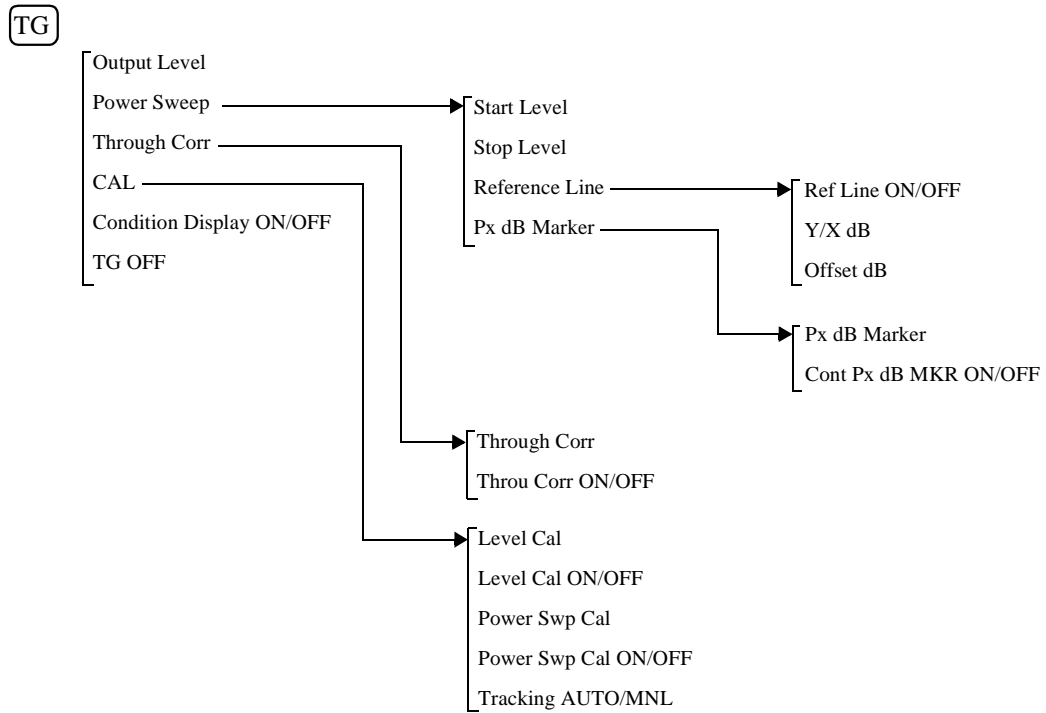 TG
Output Level
Power Sweep
Through Corr
CAL
Condition Display ON/OFF
TG OFF
Start Level
Stop Level
Reference Line
Px dB Marker
Ref Line ON/OFF
Y/X dB
Offset dB
Px dB Marker
Cont Px dB MKR ON/OFF
Through Corr
Throu Corr ON/OFF
Level Cal
Level Cal ON/OFF
Power Swp Cal
Power Swp Cal ON/OFF
Tracking AUTO/MNL